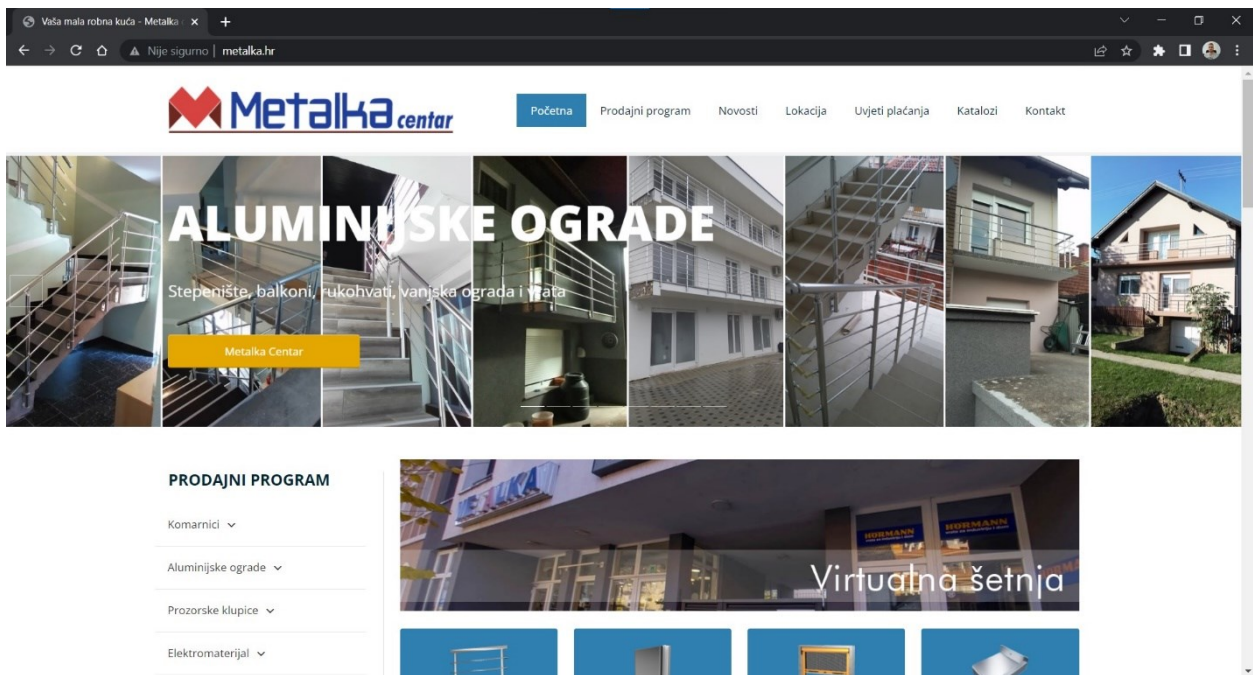 Vaša mala robna kuća - Metalka
Nije sigurno | metalka.hr
Metalka centar
Početna Prodajni program Novosti Lokacija Uvjeti plaćanja Katalozi Kontakt
ALUMINIJSKE OGRADE
Stepenište, balkoni, rukohvati, vanjska ograda i vrata
Metalka Centar
PRODAJNI PROGRAM
Komarnici
Aluminijske ograde
Prozorske klupice
Elektromaterijal
METALKA
HÖRMANN
HÖRMANN
Virtualna šetnja